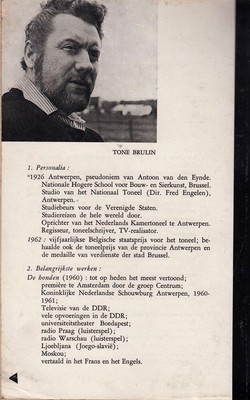 TONE BRULIN
1. Personalia :
°1926 Antwerpen, pseudoniem van Antoon van den Eynde.
Nationale Hogere School voor Bouw- en Sierkunst, Brussel.
Studio van het Nationaal Toneel (Dir. Fred Engelen),
Antwerpen.
Studiebeurs voor de Verenigde Staten.
Studiereizen de hele wereld door.
Oprichter van het Nederlands Kamertoneel te Antwerpen.
Regisseur, toneelschrijver, TV-realisator.
1962 : vijfjaarlijkse Belgische staatsprijs voor het toneel; be-
haalde ook de toneelprijs van de provincie Antwerpen en
de medaille van verdienste der stad Brussel.
2. Belangrijkste werken :
De honden (1960) : tot op heden het meest vertoond;
première te Amsterdam door de groep Centrum;
Koninklijke Nederlandse Schouwburg Antwerpen, 1960-
1961;
Televisie van de DDR;
vele opvoeringen in de DDR;
universiteitstheater Boedapest;
radio Praag (luisterspel);
radio Warschau (luisterspel);
Ljoebljana (Joego-slavië);
Moskou;
vertaald in het Frans en het Engels.